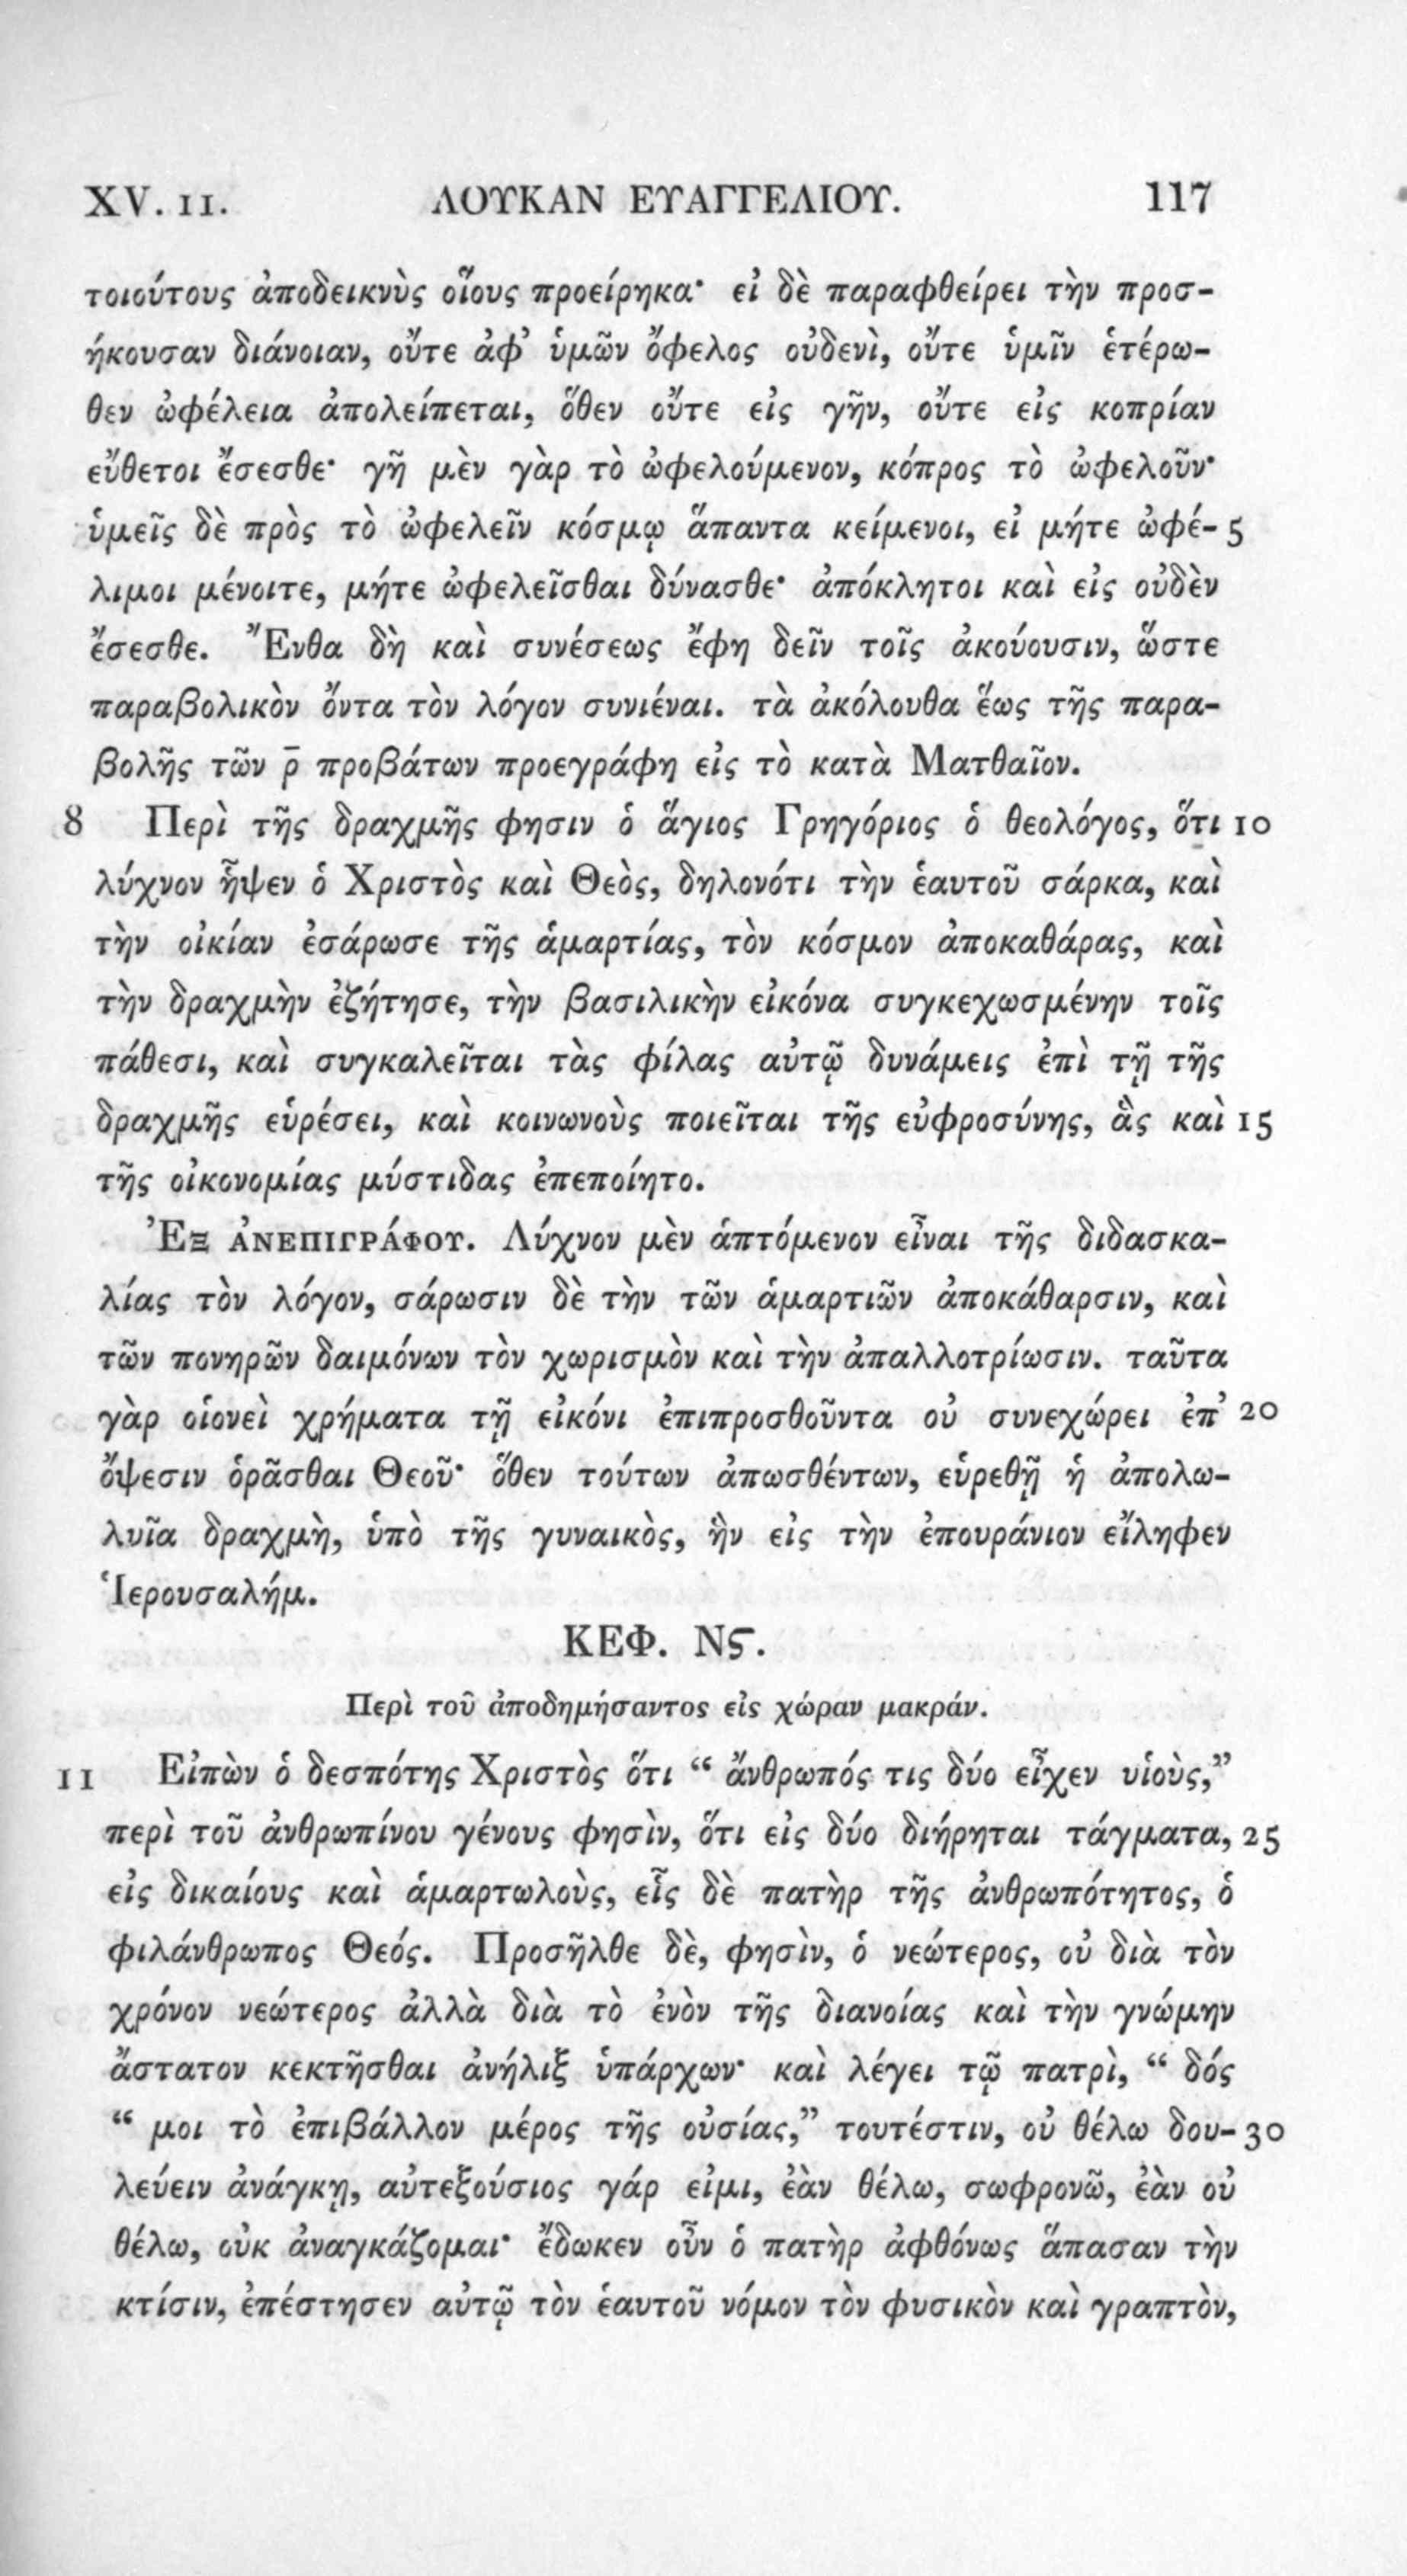 XV. 11. ΛΟΥΚΑΝ ΕΥΑΓΓΕΛΙΟΥ. 117
τοιούτους ἀποδεικνὺς οἵους προείρηκα· εἰ δὲ παραφθείρει τὴν προσ-
ήκουσαν διάνοιαν, οὔτε ἀφ’ ὑμῶν ὄφελος οὐδενὶ, οὔτε ὑμῖν ἑτέρω-
θεν ὠφέλεια ἀπολείπεται, ὅθεν οὔτε εἰς γῆν, οὔτε εἰς κοπρίαν
εὔθετοι ἔσεσθε· γῆ μὲν γὰρ τὸ ὠφελούμενον, κόπρος τὸ ὠφελοῦν·
ὑμεῖς δὲ πρὸς τὸ ὠφελεῖν κόσμῳ ἅπαντα κείμενοι, εἰ μήτε ὠφέ- 5
λιμοι μένοιτε, μήτε ὠφελεῖσθαι δύνασθε· ἀπόκλητοι καὶ εἰς οὐδὲν
ἔσεσθε. Ἔνθα δὴ καὶ συνέσεως ἔφη δεῖν τοῖς ἀκούουσιν, ὥστε
παραβολικὸν ὄντα τὸν λόγον συνιέναι. τὰ ἀκόλουθα ἕως τῆς παρα-
βολῆς τῶν ρ̄ προβάτων προεγράφη εἰς τὸ κατὰ Ματθαῖον.
8 Περὶ τῆς δραχμῆς φησιν ὁ ἅγιος Γρηγόριος ὁ θεολόγος, ὅτι 10
λύχνον ἧψεν ὁ Χριστὸς καὶ Θεὸς, δηλονότι τὴν ἑαυτοῦ σάρκα, καὶ
τὴν οἰκίαν ἐσάρωσε τῆς ἁμαρτίας, τὸν κόσμον ἀποκαθάρας, καὶ
τὴν δραχμὴν ἐζήτησε, τὴν βασιλικὴν εἰκόνα συγκεχωσμένην τοῖς
πάθεσι, καὶ συγκαλεῖται τὰς φίλας αὐτῷ δυνάμεις ἐπὶ τῇ τῆς
δραχμῆς εὑρέσει, καὶ κοινωνοὺς ποιεῖται τῆς εὐφροσύνης, ἃς καὶ 15
τῆς οἰκονομίας μύστιδας ἐπεποίητο.
Ἐξ ἀνεπιγράφου. Λύχνον μὲν ἁπτόμενον εἶναι τῆς διδασκα-
λίας τὸν λόγον, σάρωσιν δὲ τὴν τῶν ἁμαρτιῶν ἀποκάθαρσιν, καὶ
τῶν πονηρῶν δαιμόνων τὸν χωρισμὸν καὶ τὴν ἀπαλλοτρίωσιν. ταῦτα
γὰρ οἱονεὶ χρήματα τῇ εἰκόνι ἐπιπροσθοῦντα οὐ συνεχώρει ἐπ’ 20
ὄψεσιν ὁρᾶσθαι Θεοῦ· ὅθεν τούτων ἀπωσθέντων, εὑρεθῇ ἡ ἀπολω-
λυῖα δραχμὴ, ὑπὸ τῆς γυναικὸς, ἣν εἰς τὴν ἐπουράνιον εἴληφεν
Ἱερουσαλήμ.
ΚΕΦ. Νϛ.
Περὶ τοῦ ἀποδημήσαντος εἰς χώραν μακράν.
11 Εἰπὼν ὁ δεσπότης Χριστὸς ὅτι “ ἄνθρωπός τις δύο εἶχεν υἱοὺς,”
περὶ τοῦ ἀνθρωπίνου γένους φησὶν, ὅτι εἰς δύο διήρηται τάγματα, 25
εἰς δικαίους καὶ ἁμαρτωλοὺς, εἷς δὲ πατὴρ τῆς ἀνθρωπότητος, ὁ
φιλάνθρωπος Θεός. Προσῆλθε δὲ, φησὶν, ὁ νεώτερος, οὐ διὰ τὸν
χρόνον νεώτερος ἀλλὰ διὰ τὸ ἐνὸν τῆς διανοίας καὶ τὴν γνώμην
ἄστατον κεκτῆσθαι ἀνήλιξ ὑπάρχων· καὶ λέγει τῷ πατρὶ, “ δός
“ μοι τὸ ἐπιβάλλον μέρος τῆς οὐσίας,” τουτέστιν, οὐ θέλω δου- 30
λεύειν ἀνάγκῃ, αὐτεξούσιος γάρ εἰμι, ἐὰν θέλω, σωφρονῶ, ἐὰν οὐ
θέλω, οὐκ ἀναγκάζομαι· ἔδωκεν οὖν ὁ πατὴρ ἀφθόνως ἅπασαν τὴν
κτίσιν, ἐπέστησεν αὐτῷ τὸν ἑαυτοῦ νόμον τὸν φυσικὸν καὶ γραπτὸν,